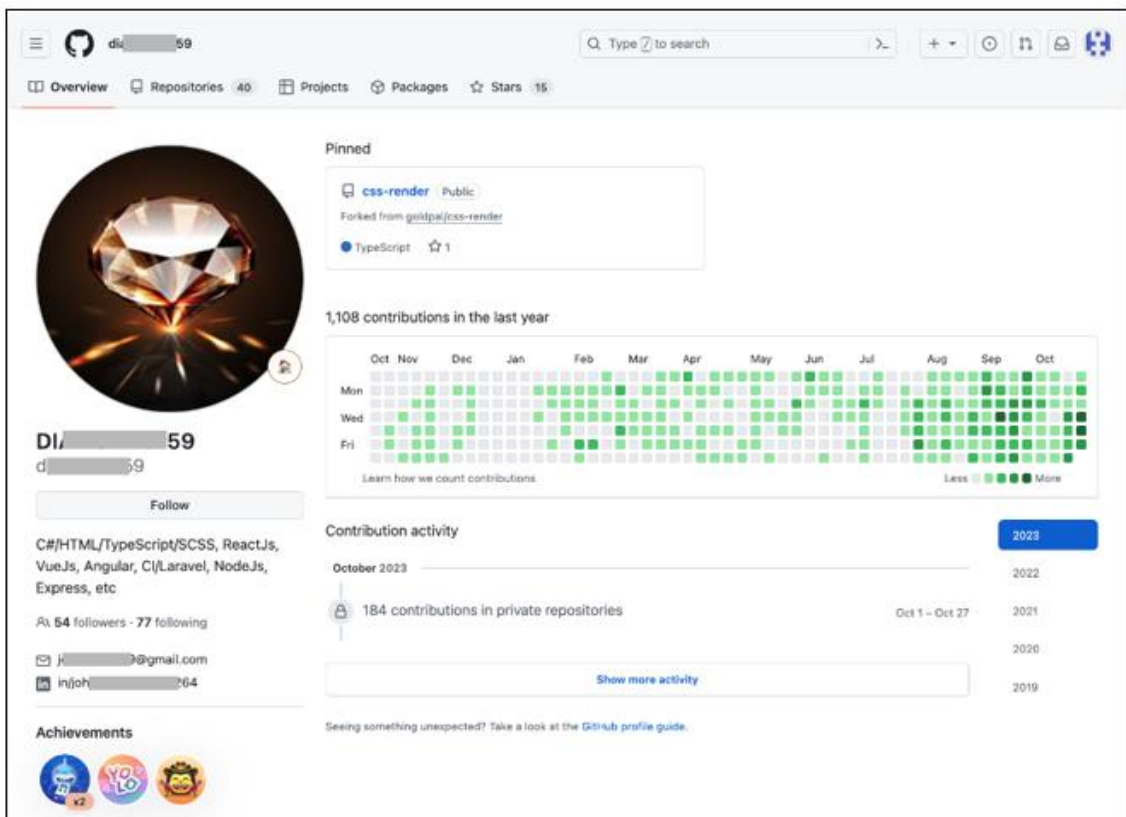 dia 59
Type / to search
Overview
Repositories 40
Projects
Packages
Stars 15
Pinned
css-render Public
Forked from goldpal/css-render
TypeScript 1
1,108 contributions in the last year
Oct Nov Dec Jan Feb Mar Apr May Jun Jul Aug Sep Oct
Mon
Wed
Fri
Learn how we count contributions
Less More
DI 59
d 59
Follow
C#/HTML/TypeScript/SCSS, ReactJs,
VueJs, Angular, CI/Laravel, NodeJs,
Express, etc
54 followers · 77 following
@gmail.com
in/joh 264
Achievements
x2
YOLO
Contribution activity
October 2023
184 contributions in private repositories
Oct 1 – Oct 27
Show more activity
Seeing something unexpected? Take a look at the GitHub profile guide.
2023
2022
2021
2020
2019